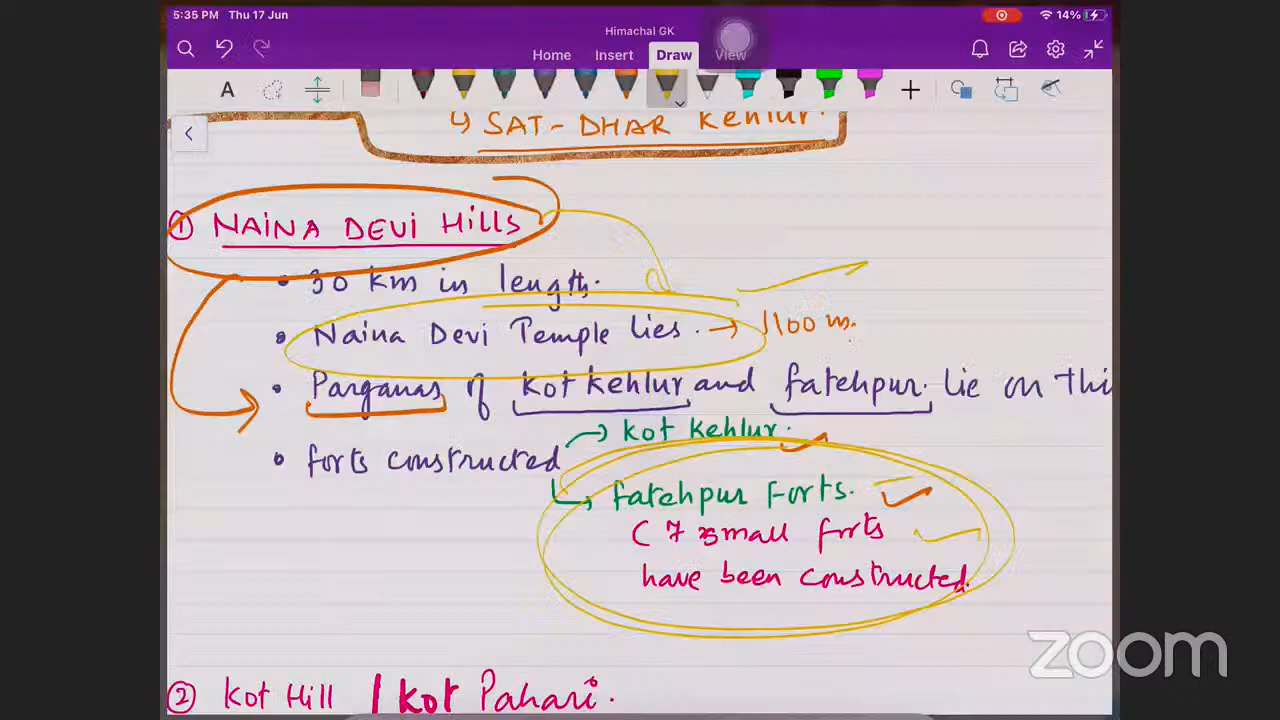 5:35 PM Thu 17 Jun
14%
Himachal GK
Home Insert Draw View
A
↳ SAT-DHAR Kehlur.
① NAINA DEVI Hills
• 30 km in length.
• Naina Devi Temple lies. → 1100 m.
• Parganas of kot kehlur and fatehpur. lie on thi
→ kot kehlur.
• forts constructed
→ fatehpur forts.
( 7 small forts
have been constructed.
② Kot Hill / kot Pahari.
zoom